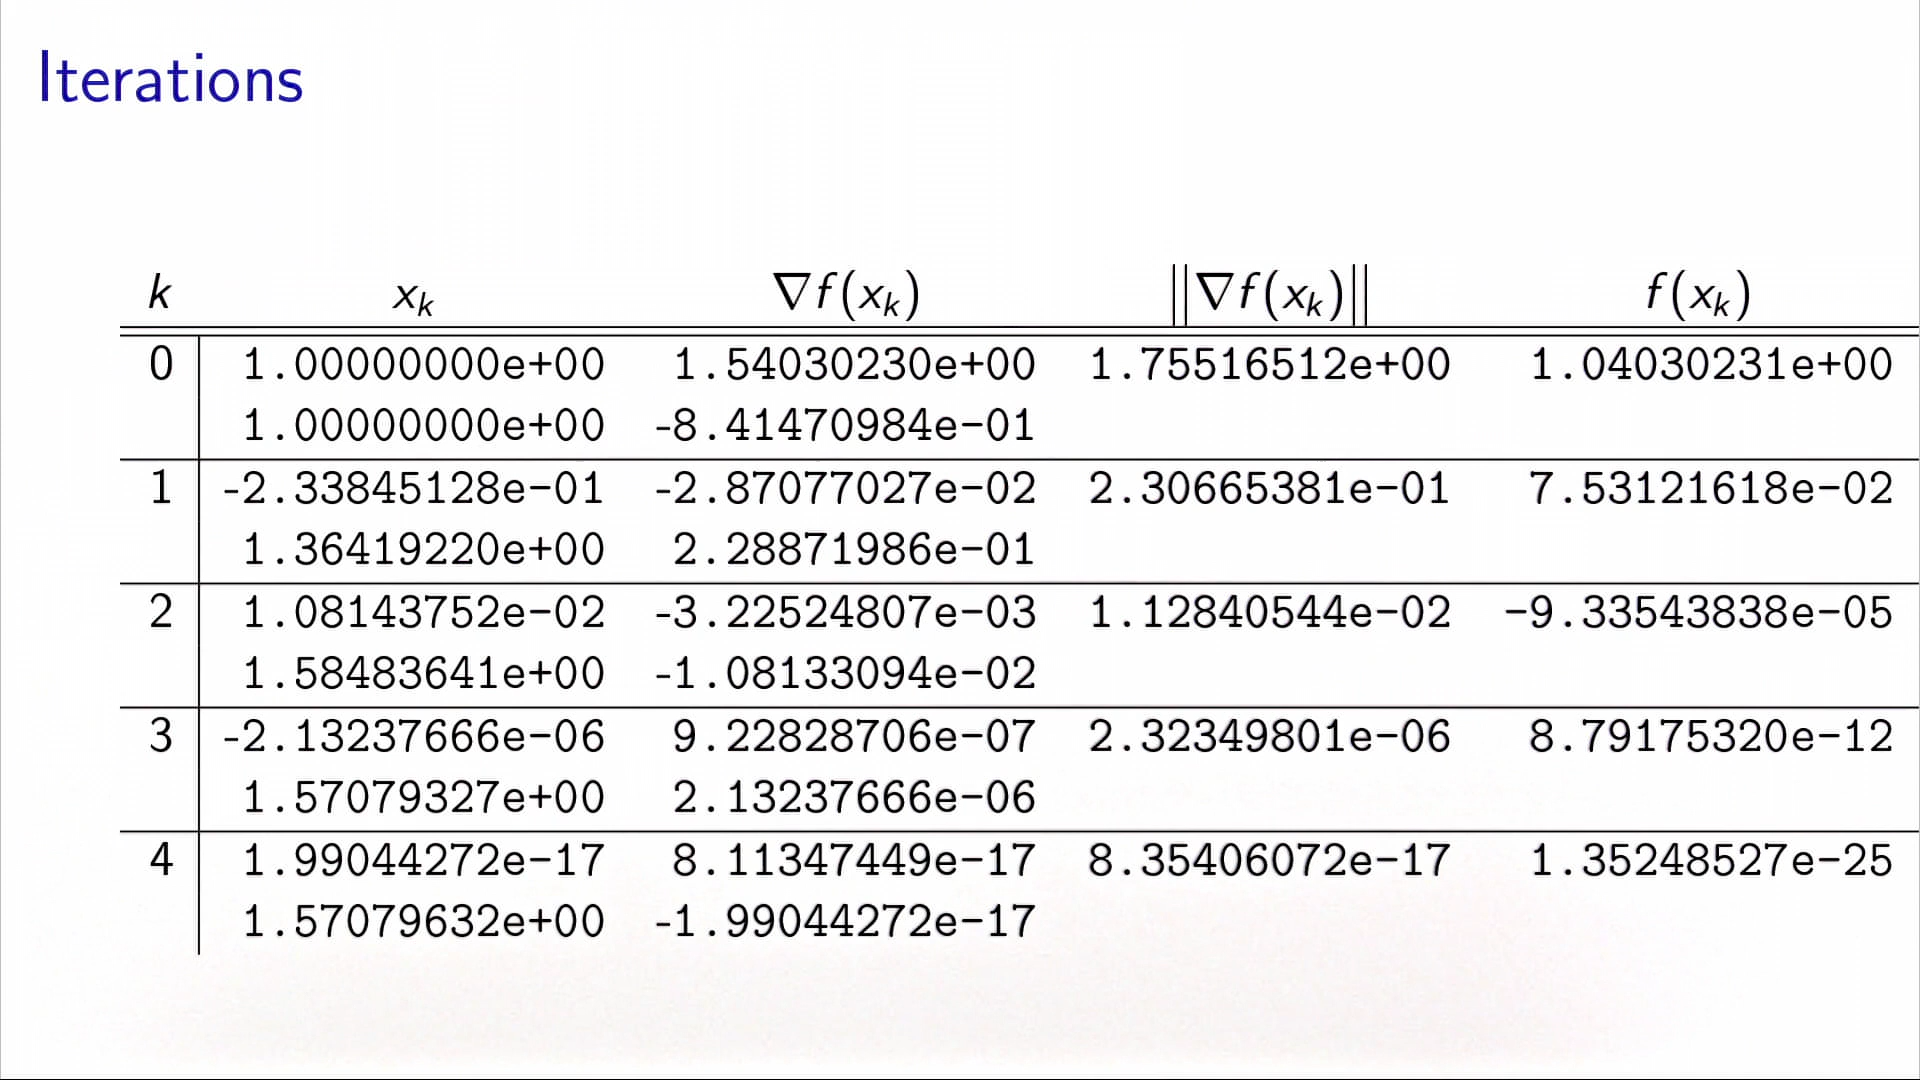 Iterations
k x_k ∇f(x_k) ||∇f(x_k)|| f(x_k)
0 1.00000000e+00 1.54030230e+00 1.75516512e+00 1.04030231e+00
1.00000000e+00 -8.41470984e-01
1 -2.33845128e-01 -2.87077027e-02 2.30665381e-01 7.53121618e-02
1.36419220e+00 2.28871986e-01
2 1.08143752e-02 -3.22524807e-03 1.12840544e-02 −9.33543838e-05
1.58483641e+00 -1.08133094e-02
3 -2.13237666e-06 9.22828706e-07 2.32349801e-06 8.79175320e-12
1.57079327e+00 2.13237666e-06
4 1.99044272e-17 8.11347449e-17 8.35406072e-17 1.35248527e-25
1.57079632e+00 -1.99044272e-17